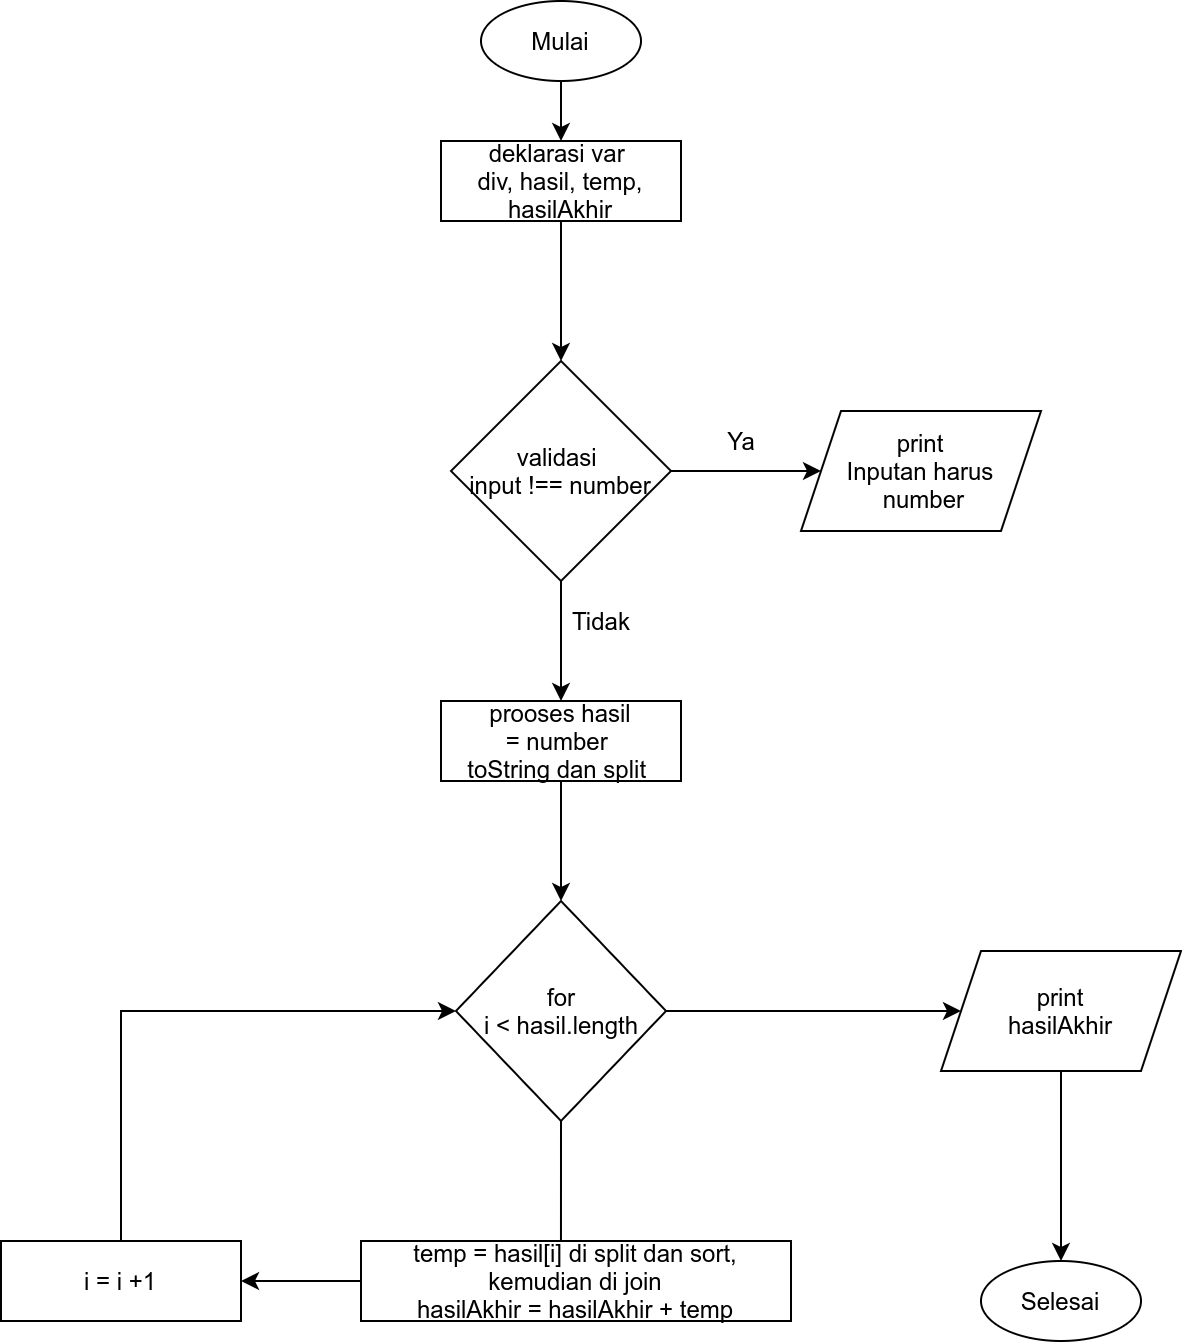 Mulai
deklarasi var
div, hasil, temp,
hasilAkhir
validasi
input !== number
Ya
print
Inputan harus
number
Tidak
prooses hasil
= number
toString dan split
for
i < hasil.length
print
hasilAkhir
temp = hasil[i] di split dan sort,
kemudian di join
hasilAkhir = hasilAkhir + temp
i = i +1
Selesai